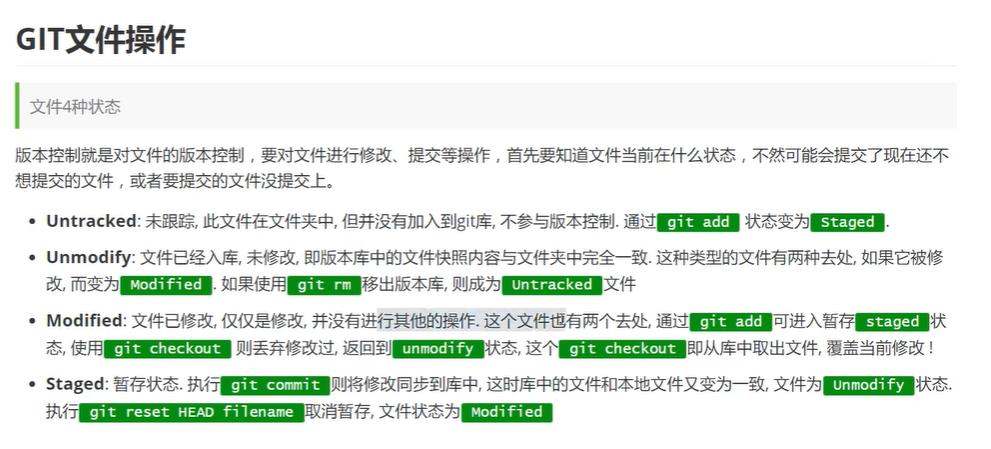 GIT文件操作
文件4种状态
版本控制就是对文件的版本控制，要对文件进行修改、提交等操作，首先要知道文件当前在什么状态，不然可能会提交了现在还不
想提交的文件，或者要提交的文件没提交上。
• Untracked: 未跟踪, 此文件在文件夹中, 但并没有加入到git库, 不参与版本控制. 通过 git add 状态变为 Staged .
• Unmodify: 文件已经入库, 未修改, 即版本库中的文件快照内容与文件夹中完全一致. 这种类型的文件有两种去处, 如果它被修
改, 而变为 Modified . 如果使用 git rm 移出版本库, 则成为 Untracked 文件
• Modified: 文件已修改, 仅仅是修改, 并没有进行其他的操作. 这个文件也有两个去处, 通过 git add 可进入暂存 staged 状
态, 使用 git checkout 则丢弃修改过, 返回到 unmodify 状态, 这个 git checkout 即从库中取出文件, 覆盖当前修改 !
• Staged: 暂存状态. 执行 git commit 则将修改同步到库中, 这时库中的文件和本地文件又变为一致, 文件为 Unmodify 状态.
执行 git reset HEAD filename 取消暂存, 文件状态为 Modified